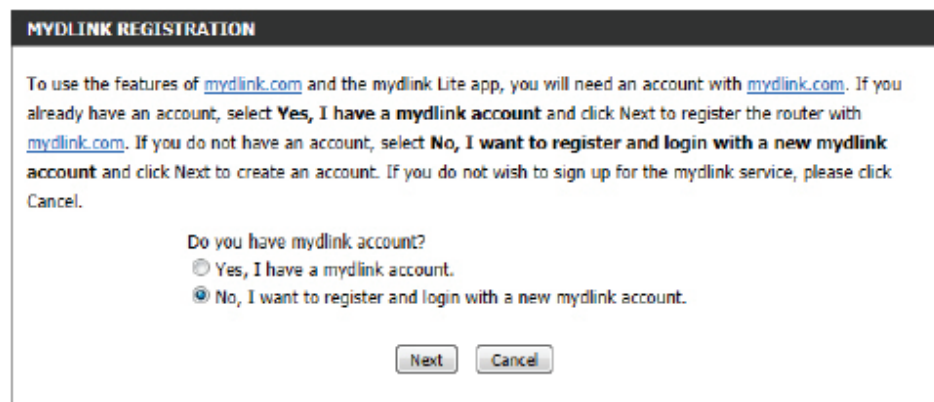 MYDLINK REGISTRATION
To use the features of mydlink.com and the mydlink Lite app, you will need an account with mydlink.com. If you
already have an account, select Yes, I have a mydlink account and click Next to register the router with
mydlink.com. If you do not have an account, select No, I want to register and login with a new mydlink
account and click Next to create an account. If you do not wish to sign up for the mydlink service, please click
Cancel.
Do you have mydlink account?
Yes, I have a mydlink account.
No, I want to register and login with a new mydlink account.
Next Cancel